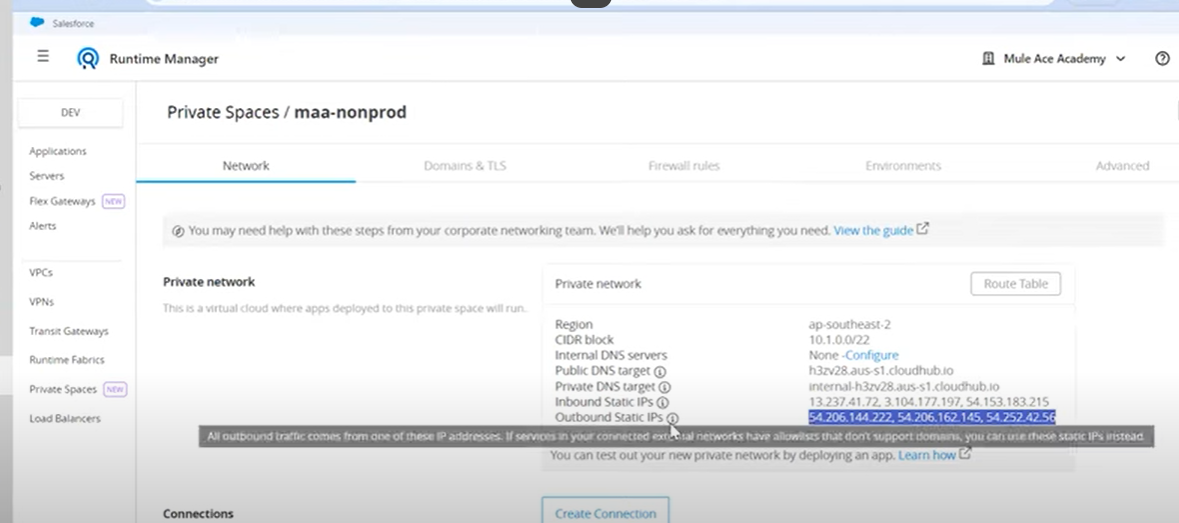 Salesforce
Runtime Manager
Mule Ace Academy
DEV
Private Spaces / maa-nonprod
Network
Domains & TLS
Firewall rules
Environments
Advanced
Applications
Servers
Flex Gateways NEW
Alerts
VPCs
VPNs
Transit Gateways
Runtime Fabrics
Private Spaces NEW
Load Balancers
You may need help with these steps from your corporate networking team. We'll help you ask for everything you need. View the guide
Private network
This is a virtual cloud where apps deployed to this private space will run.
Private network
Route Table
Region ap-southeast-2
CIDR block 10.1.0.0/22
Internal DNS servers None -Configure
Public DNS target h3zv28.aus-s1.cloudhub.io
Private DNS target internal-h3zv28.aus-s1.cloudhub.io
Inbound Static IPs 13.237.41.72, 3.104.177.197, 54.153.183.215
Outbound Static IPs 54.206.144.222, 54.206.162.145, 54.252.42.56
All outbound traffic comes from one of these IP addresses. If services in your connected external networks have allowlists that don't support domains, you can use these static IPs instead.
You can test out your new private network by deploying an app. Learn how
Connections
Create Connection